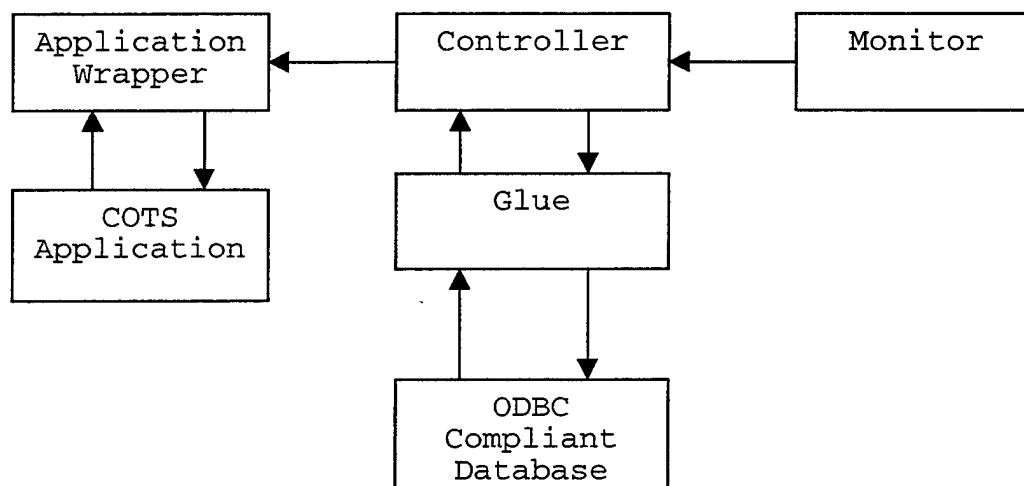 Application
Wrapper
Controller
Monitor
COTS
Application
Glue
ODBC
Compliant
Database